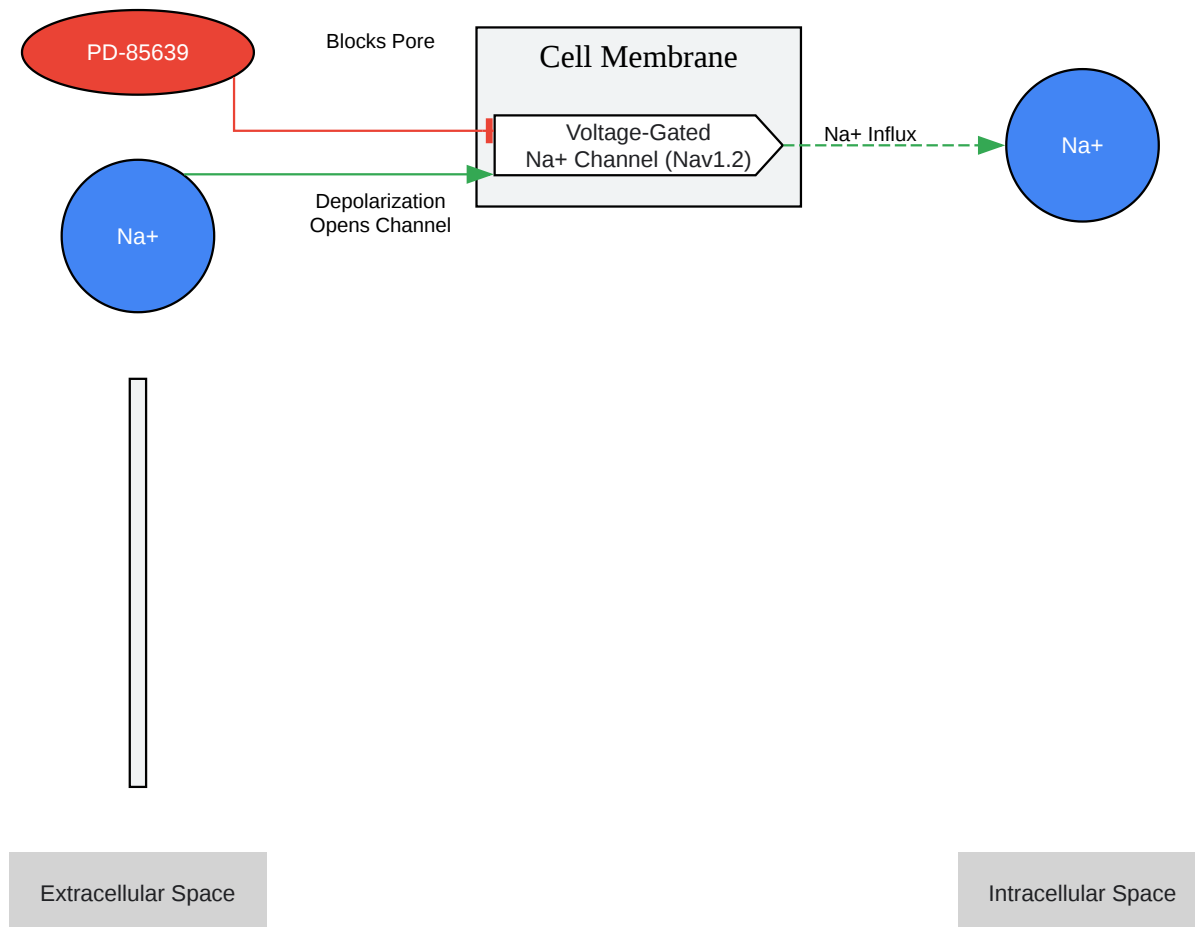 PD-85639
Blocks Pore
Cell Membrane
Voltage-Gated
Na+ Channel (Nav1.2)
Na+ Influx
Na+
Na+
Depolarization
Opens Channel
Extracellular Space
Intracellular Space